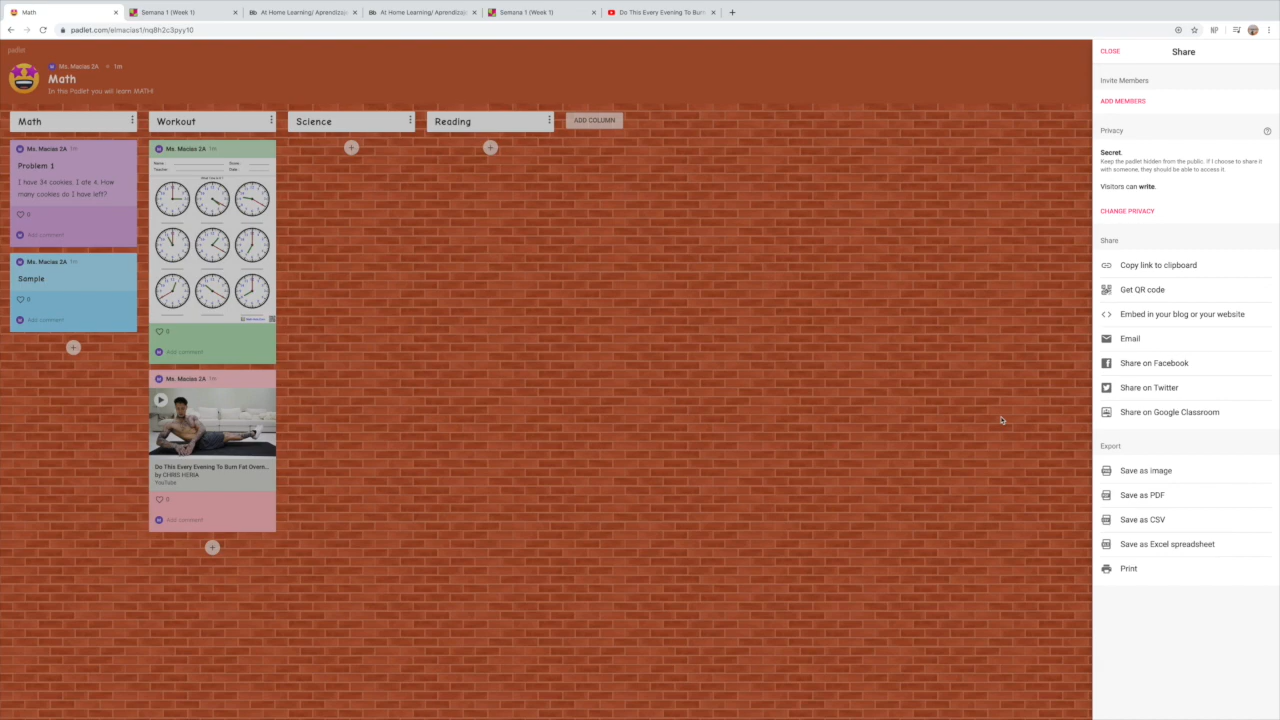 Math
Semana 1 (Week 1)
Bb At Home Learning/ Aprendizaj
Bb At Home Learning/ Aprendizaj
Semana 1 (Week 1)
Do This Every Evening To Burn
padlet.com/elmacias1/nq8h2c3pyy10
NP
padlet
Ms. Macias 2A + 1m
Math
In this Padlet you will learn MATH!
Math
Workout
Science
Reading
ADD COLUMN
M Ms. Macias 2A 1m
Problem 1
I have 34 cookies. I ate 4. How
many cookies do I have left?
0
M Add comment
M Ms. Macias 2A 1m
Sample
0
M Add comment
M Ms. Macias 2A 1m
Name : Score :
Teacher : Date :
What Time Is It?
0
M Add comment
M Ms. Macias 2A 1m
Do This Every Evening To Burn Fat Overn...
by CHRIS HERIA
YouTube
0
M Add comment
CLOSE
Share
Invite Members
ADD MEMBERS
Privacy
Secret.
Keep the padlet hidden from the public. If I choose to share it
with someone, they should be able to access it.
Visitors can write.
CHANGE PRIVACY
Share
Copy link to clipboard
Get QR code
Embed in your blog or your website
Email
Share on Facebook
Share on Twitter
Share on Google Classroom
Export
Save as image
Save as PDF
Save as CSV
Save as Excel spreadsheet
Print